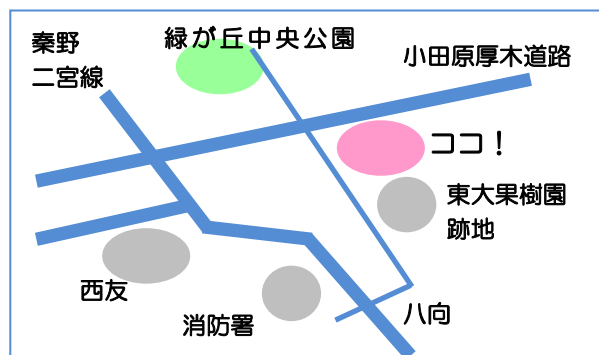 秦野
二宮線
緑が丘中央公園
小田原厚木道路
ココ！
東大果樹園
跡地
西友
消防署
八向